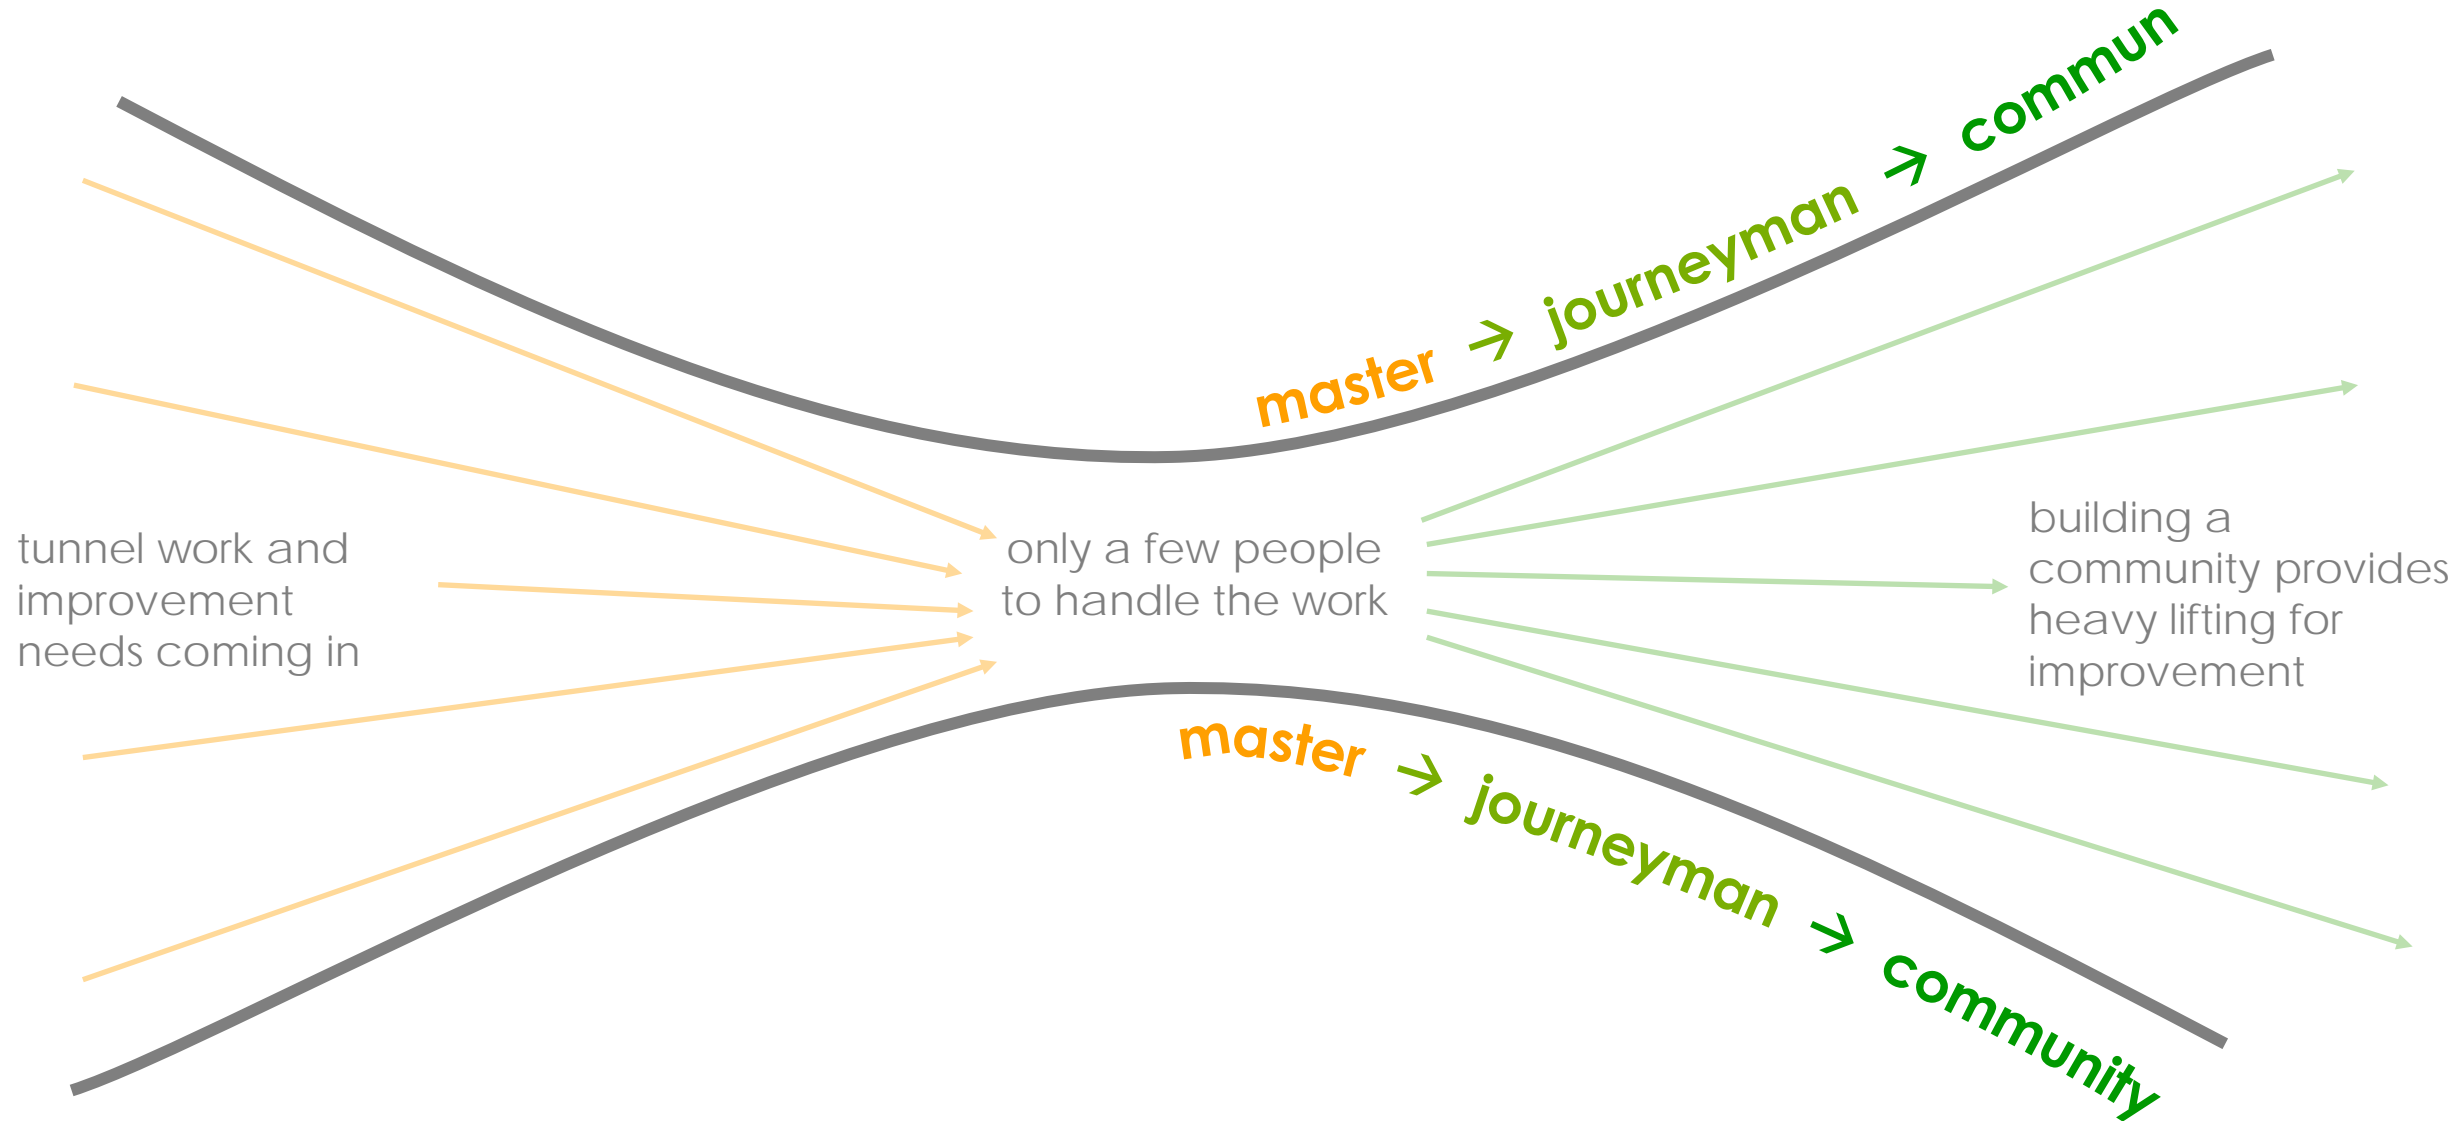 master → journeyman → commun
tunnel work and
improvement
needs coming in
only a few people
to handle the work
building a
community provides
heavy lifting for
improvement
master → journeyman → community